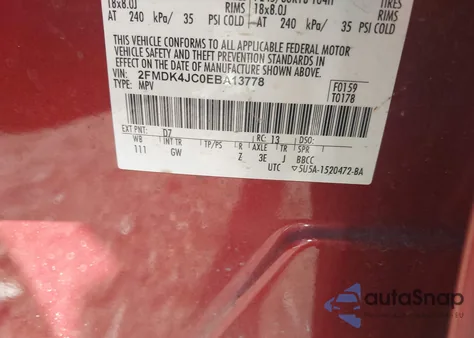 18x8.0J RIMS 18x8.0J TIRES
AT 240 kPa/ 35 PSI COLD AT 240 kPa/ 35 PSI COLD RIMS
THIS VEHICLE CONFORMS TO ALL APPLICABLE FEDERAL MOTOR
VEHICLE SAFETY AND THEFT PREVENTION STANDARDS IN
EFFECT ON THE DATE OF MANUFACTURE SHOWN ABOVE.
VIN: 2FMDK4JC0EBA13778
TYPE: MPV
F0159
T0178
EXT PNT: D7 RC: 13 DSO:
WB INT TR TP/PS R AXLE TR SPR
111 GW Z 3E J BBCC
UTC 5U5A-1520472-BA
autoSnap